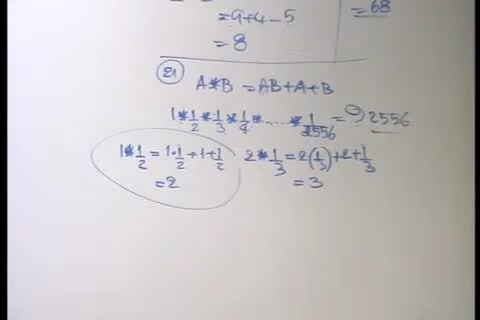 = 9+4-5
= 68
= 8
21
A*B = AB+A+B
1*1/2*1/3*1/4*.....*1/2556 = ? 2556
1*1/2 = 1·1/2+1+1/2
2*1/3 = 2(1/3)+2+1/3
= 2
= 3